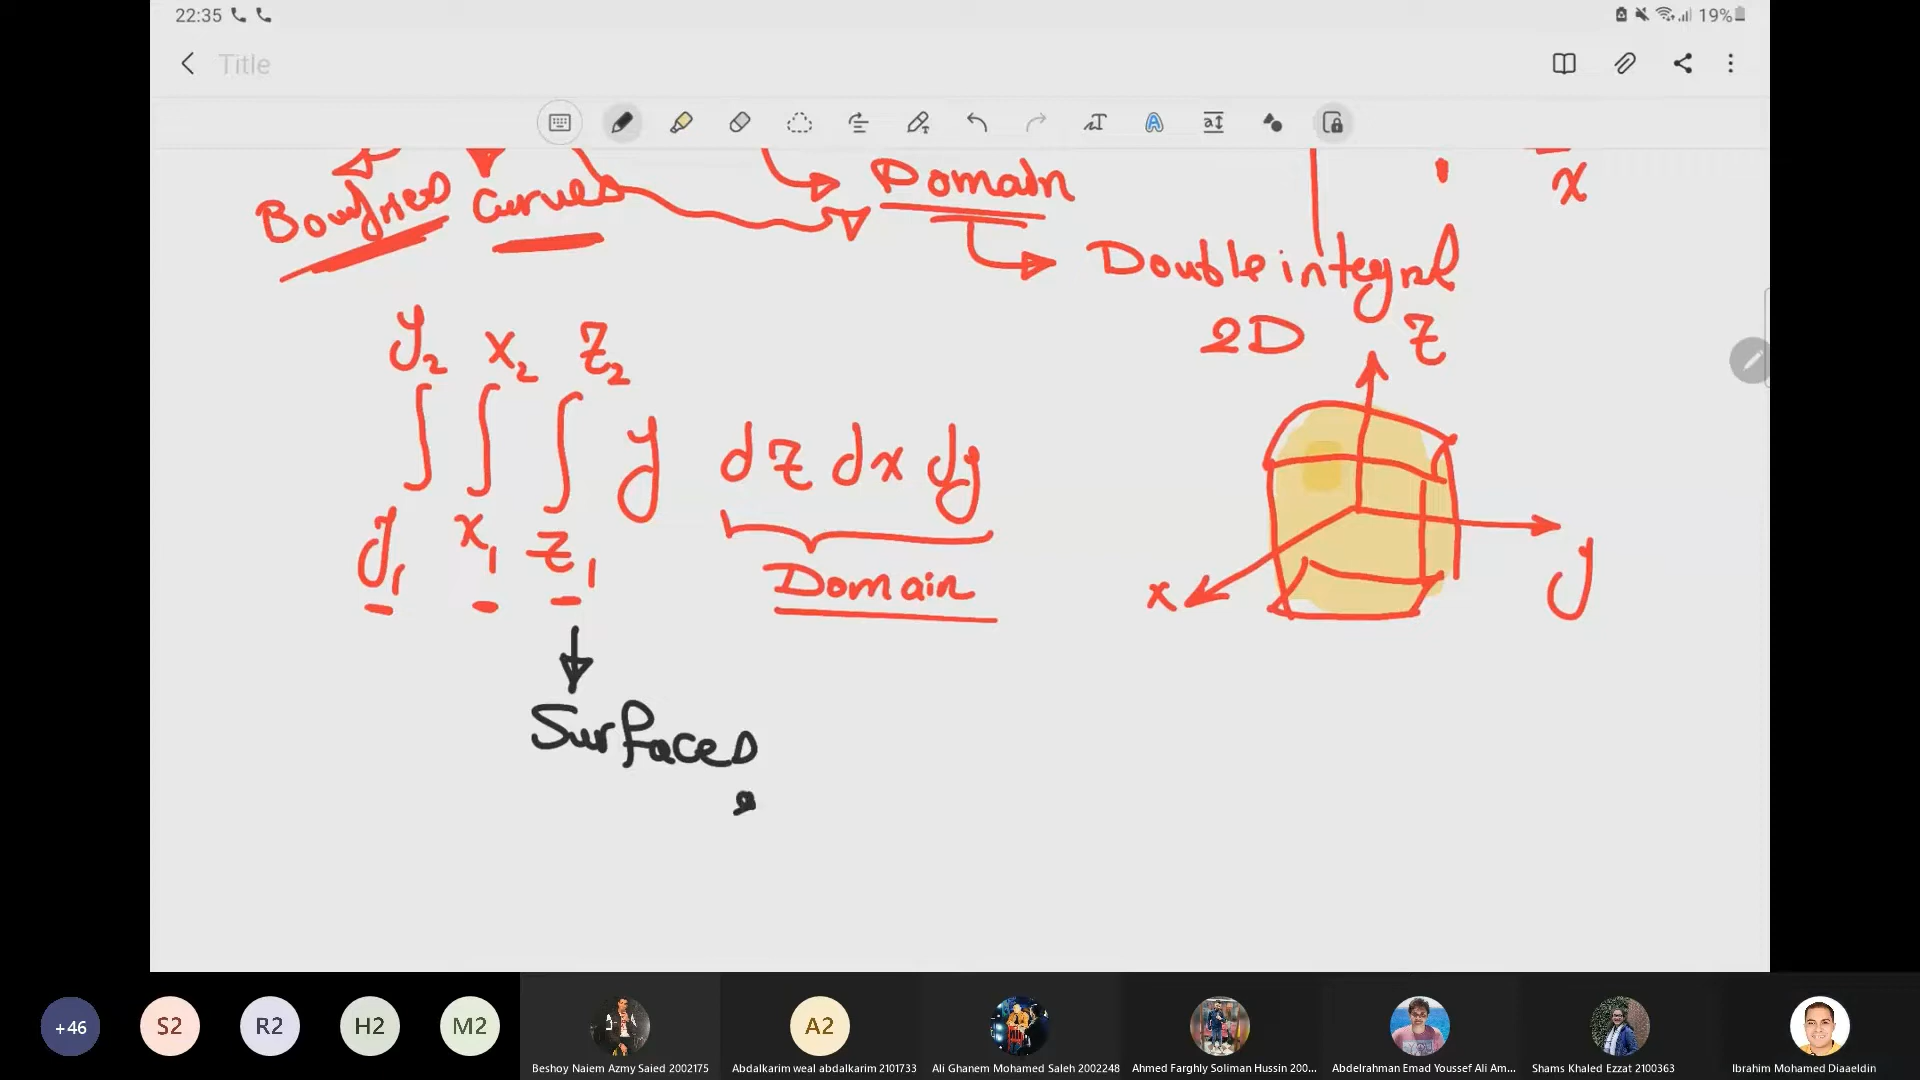 22:35
19%
Title
Domain
x
Boundries Curves
Double integral
2D
z
y2 x2 z2
∫ ∫ ∫ y dz dx dy
y1 x1 z1
Domain
x
y
Surfaces
+46
S2
R2
H2
M2
A2
Beshoy Naiem Azmy Saied 2002175
Abdalkarim weal abdalkarim 2101733
Ali Ghanem Mohamed Saleh 2002248
Ahmed Farghly Soliman Hussin 200...
Abdelrahman Emad Youssef Ali Am...
Shams Khaled Ezzat 2100363
Ibrahim Mohamed Diaaeldin